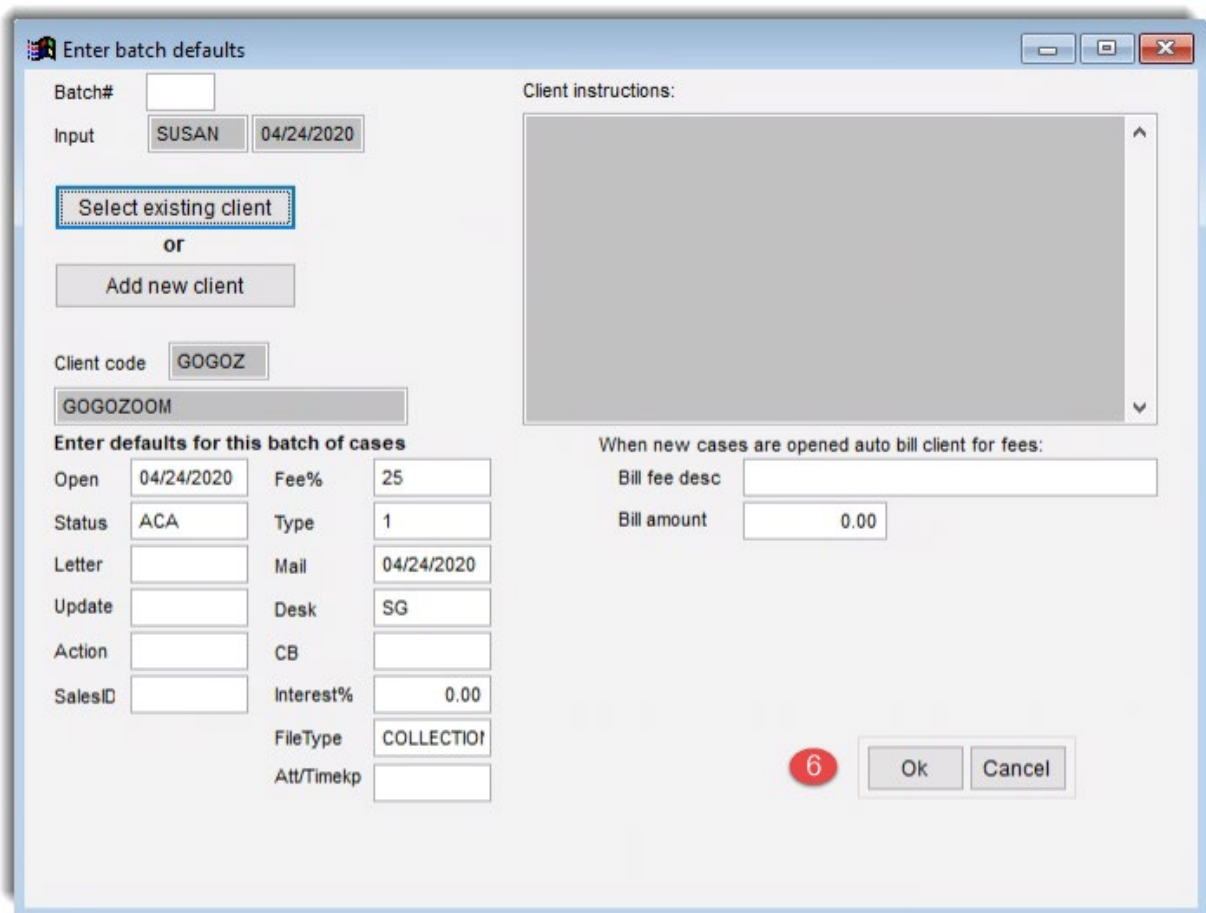 Enter batch defaults
Batch#
Input SUSAN 04/24/2020
Select existing client
or
Add new client
Client code GOGOZ
GOGOZOOM
Enter defaults for this batch of cases
Open 04/24/2020 Fee% 25
Status ACA Type 1
Letter Mail 04/24/2020
Update Desk SG
Action CB
SalesID Interest% 0.00
FileType COLLECTION
Att/Timekp
Client instructions:
When new cases are opened auto bill client for fees:
Bill fee desc
Bill amount 0.00
6 Ok Cancel